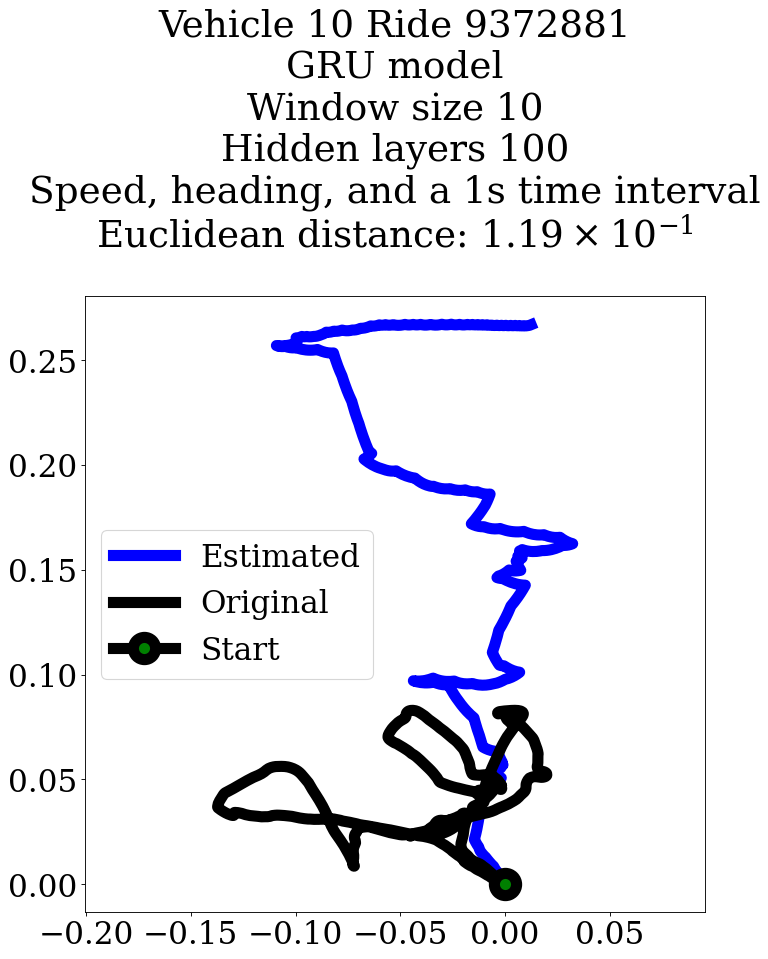 Vehicle 10 Ride 9372881
GRU model
Window size 10
Hidden layers 100
Speed, heading, and a 1s time interval
Euclidean distance: 1.19 × 10⁻¹
0.25
0.20
0.15
0.10
0.05
0.00
Estimated
Original
Start
−0.20 −0.15 −0.10 −0.05 0.00 0.05